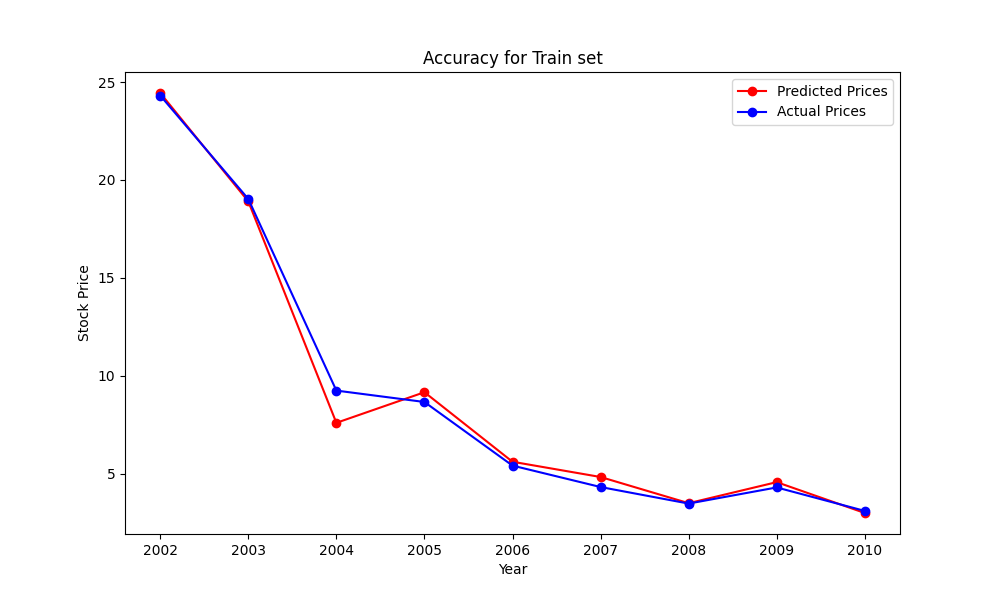 Accuracy for Train set
Predicted Prices
Actual Prices
25
20
15
10
5
Stock Price
2002 2003 2004 2005 2006 2007 2008 2009 2010
Year